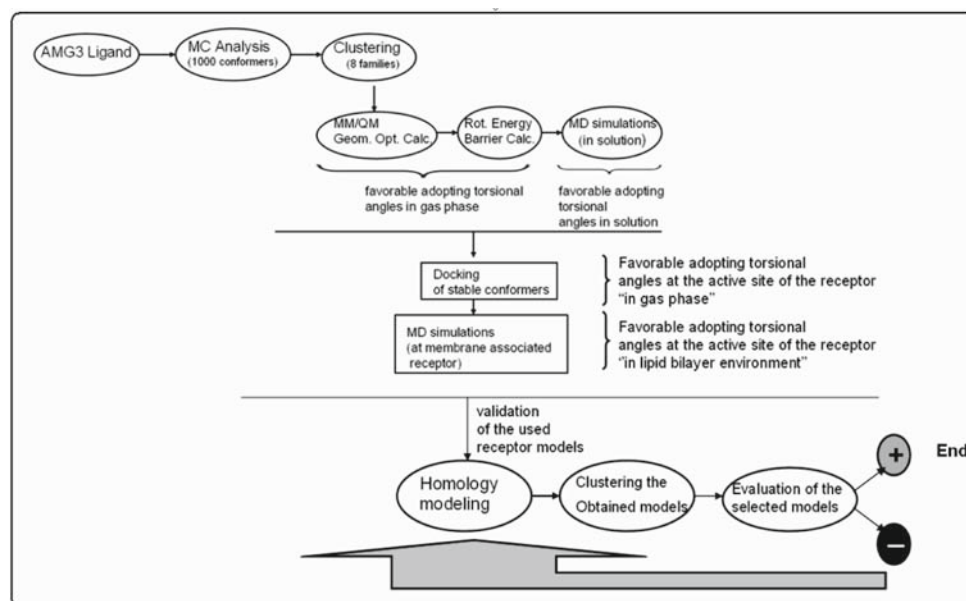 AMG3 Ligand
MC Analysis
(1000 conformers)
Clustering
(8 families)
MM/QM
Geom. Opt. Calc.
Rot. Energy
Barrier Calc.
MD simulations
(in solution)
favorable adopting torsional
angles in gas phase
favorable adopting
torsional
angles in solution
Docking
of stable conformers
Favorable adopting torsional
angles at the active site of the receptor
"in gas phase"
MD simulations
(at membrane associated
receptor)
Favorable adopting torsional
angles at the active site of the receptor
"in lipid bilayer environment"
validation
of the used
receptor models
Homology
modeling
Clustering the
Obtained models
Evaluation of the
selected models
+
End
−